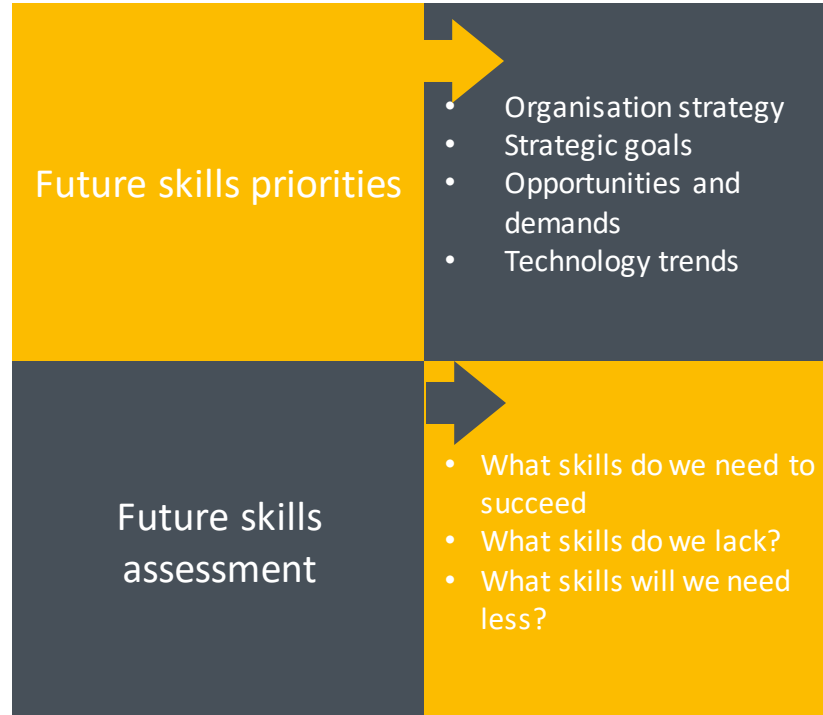 Future skills priorities
• Organisation strategy
• Strategic goals
• Opportunities and
demands
• Technology trends
Future skills
assessment
• What skills do we need to
succeed
• What skills do we lack?
• What skills will we need
less?